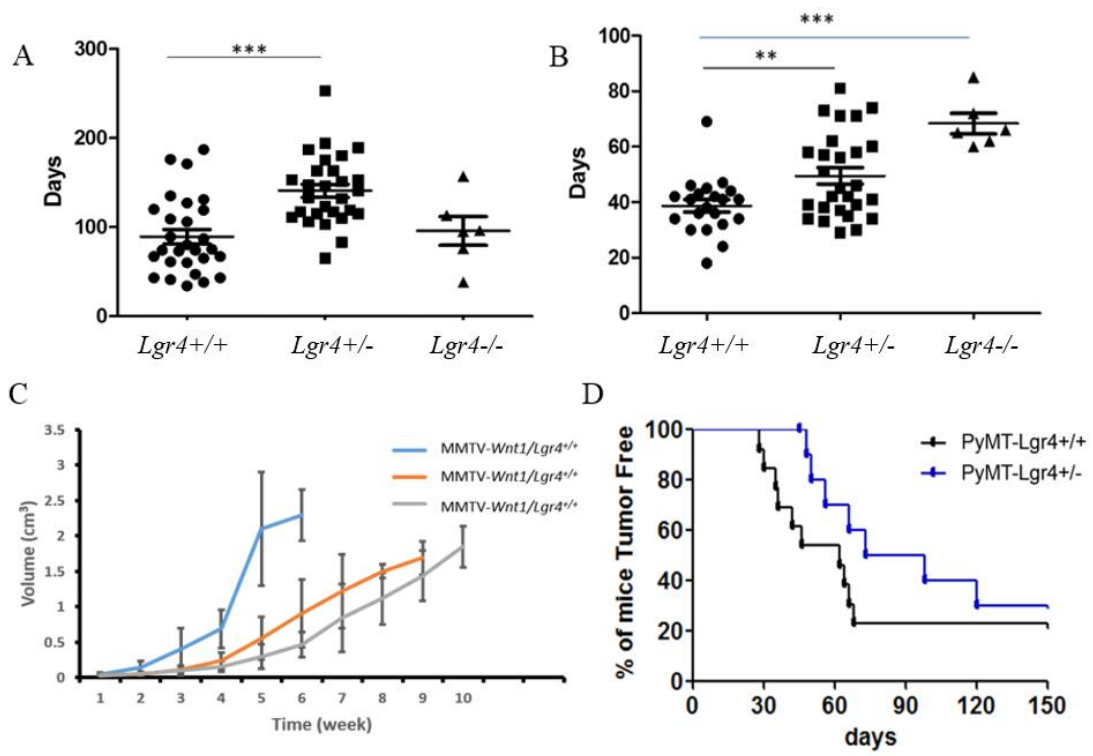 A
300
200
100
0
Days
***
Lgr4+/+ Lgr4+/- Lgr4-/-
B
100
80
60
40
20
0
Days
***
**
Lgr4+/+ Lgr4+/- Lgr4-/-
C
3.5
3
2.5
2
1.5
1
0.5
0
Volume (cm³)
MMTV-Wnt1/Lgr4+/+
MMTV-Wnt1/Lgr4+/+
MMTV-Wnt1/Lgr4+/+
1 2 3 4 5 6 7 8 9 10
Time (week)
D
100
80
60
40
20
0
% of mice Tumor Free
PyMT-Lgr4+/+
PyMT-Lgr4+/-
0 30 60 90 120 150
days